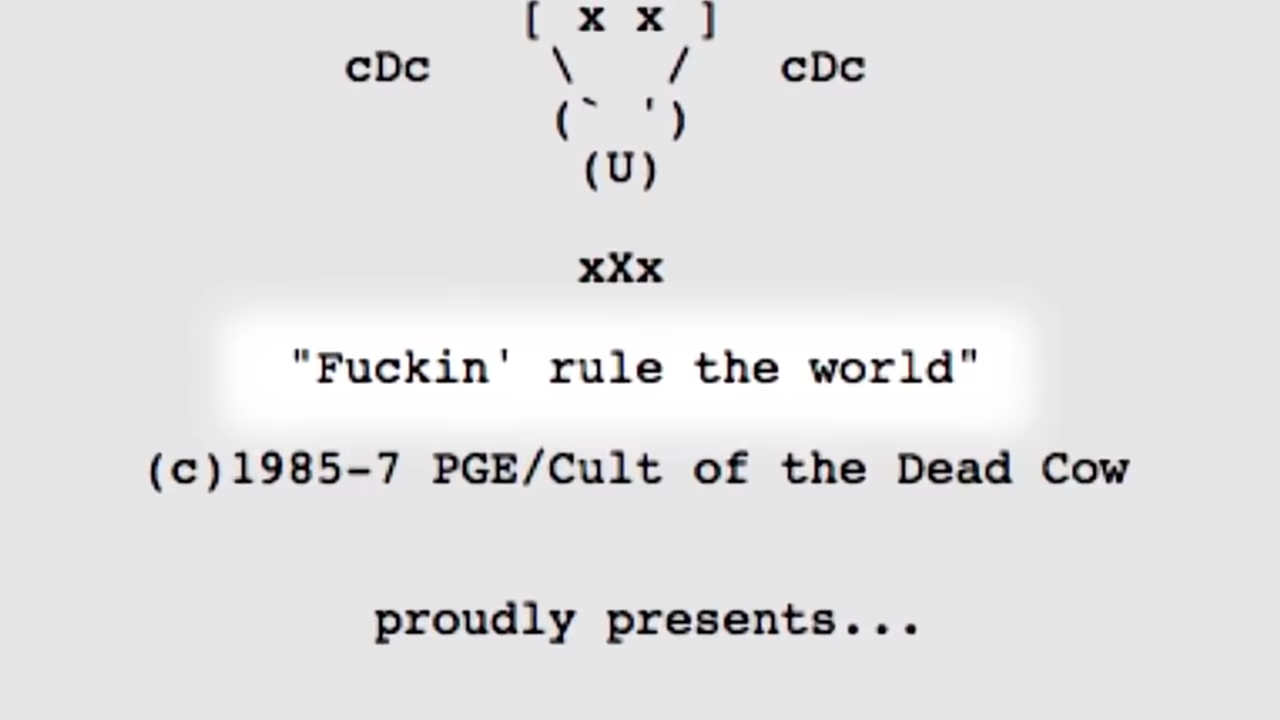 [ x x ]
cDc \ / cDc
(` ')
(U)
xXx
"Fuckin' rule the world"
(c)1985-7 PGE/Cult of the Dead Cow
proudly presents...